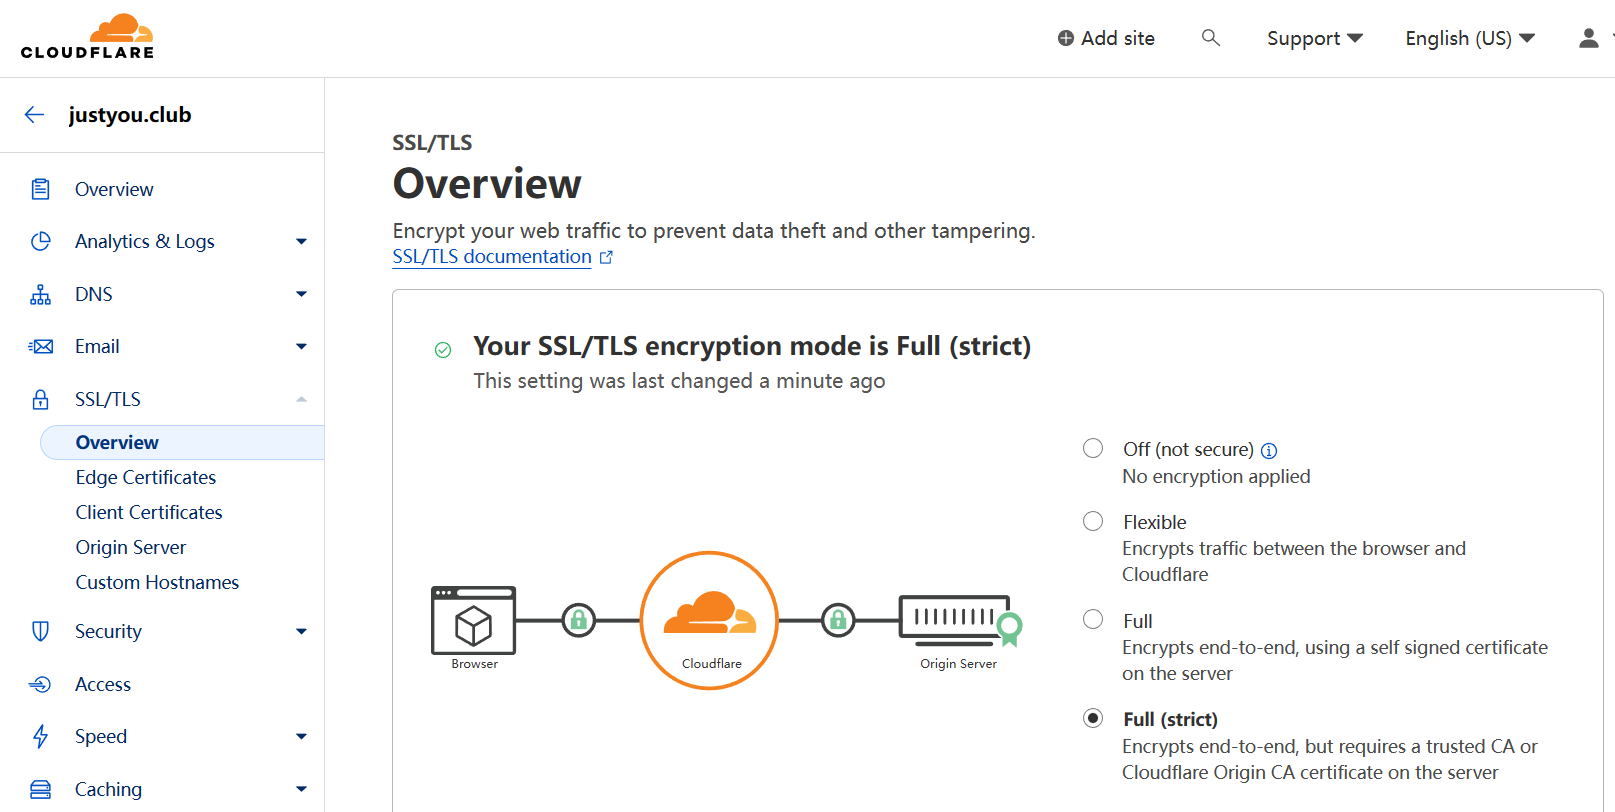 CLOUDFLARE
Add site
Support
English (US)
justyou.club
Overview
Analytics & Logs
DNS
Email
SSL/TLS
Overview
Edge Certificates
Client Certificates
Origin Server
Custom Hostnames
Security
Access
Speed
Caching
SSL/TLS
Overview
Encrypt your web traffic to prevent data theft and other tampering.
SSL/TLS documentation
Your SSL/TLS encryption mode is Full (strict)
This setting was last changed a minute ago
Browser
Cloudflare
Origin Server
Off (not secure)
No encryption applied
Flexible
Encrypts traffic between the browser and
Cloudflare
Full
Encrypts end-to-end, using a self signed certificate
on the server
Full (strict)
Encrypts end-to-end, but requires a trusted CA or
Cloudflare Origin CA certificate on the server